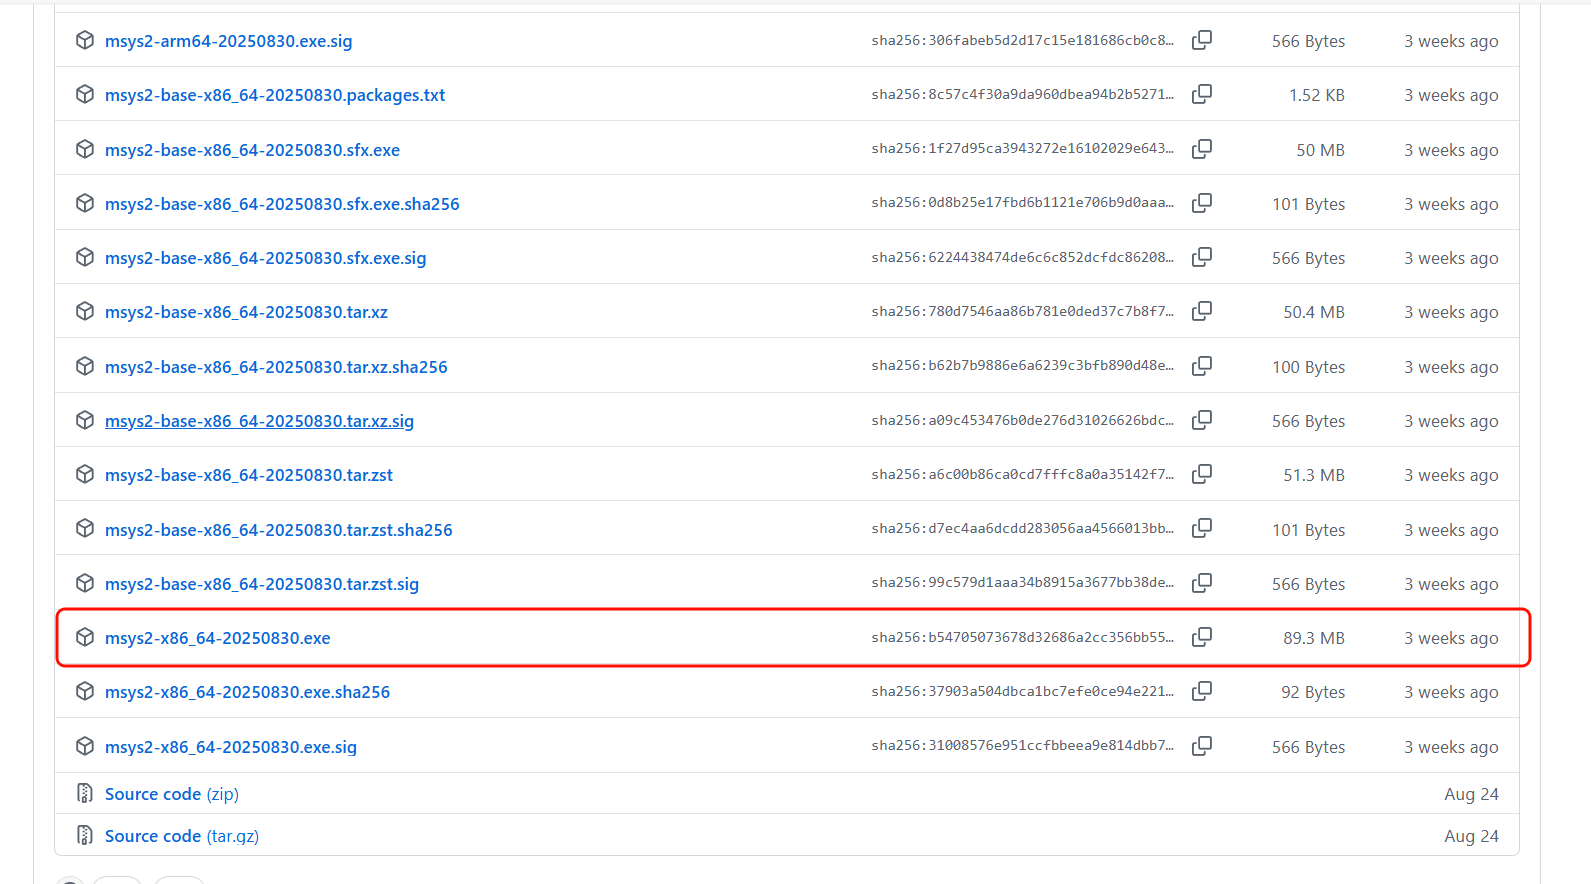 msys2-arm64-20250830.exe.sig sha256:306fabeb5d2d17c15e181686cb0c8... 566 Bytes 3 weeks ago
msys2-base-x86_64-20250830.packages.txt sha256:8c57c4f30a9da960dbea94b2b5271... 1.52 KB 3 weeks ago
msys2-base-x86_64-20250830.sfx.exe sha256:1f27d95ca3943272e16102029e643... 50 MB 3 weeks ago
msys2-base-x86_64-20250830.sfx.exe.sha256 sha256:0d8b25e17fbd6b1121e706b9d0aaa... 101 Bytes 3 weeks ago
msys2-base-x86_64-20250830.sfx.exe.sig sha256:6224438474de6c6c852dcfdc86208... 566 Bytes 3 weeks ago
msys2-base-x86_64-20250830.tar.xz sha256:780d7546aa86b781e0ded37c7b8f7... 50.4 MB 3 weeks ago
msys2-base-x86_64-20250830.tar.xz.sha256 sha256:b62b7b9886e6a6239c3bfb890d48e... 100 Bytes 3 weeks ago
msys2-base-x86_64-20250830.tar.xz.sig sha256:a09c453476b0de276d31026626bdc... 566 Bytes 3 weeks ago
msys2-base-x86_64-20250830.tar.zst sha256:a6c00b86ca0cd7fffc8a0a35142f7... 51.3 MB 3 weeks ago
msys2-base-x86_64-20250830.tar.zst.sha256 sha256:d7ec4aa6dcdd283056aa4566013bb... 101 Bytes 3 weeks ago
msys2-base-x86_64-20250830.tar.zst.sig sha256:99c579d1aaa34b8915a3677bb38de... 566 Bytes 3 weeks ago
msys2-x86_64-20250830.exe sha256:b54705073678d32686a2cc356bb55... 89.3 MB 3 weeks ago
msys2-x86_64-20250830.exe.sha256 sha256:37903a504dbca1bc7efe0ce94e221... 92 Bytes 3 weeks ago
msys2-x86_64-20250830.exe.sig sha256:31008576e951ccfbbeea9e814dbb7... 566 Bytes 3 weeks ago
Source code (zip) Aug 24
Source code (tar.gz) Aug 24